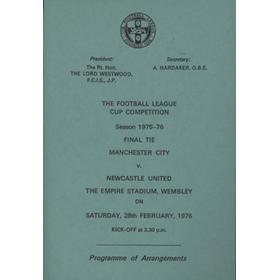 President:
The Rt. Hon.
THE LORD WESTWOOD,
F.C.I.S., J.P.
Secretary:
A. HARDAKER, O.B.E.
THE FOOTBALL LEAGUE
CUP COMPETITION
Season 1975-76
FINAL TIE
MANCHESTER CITY
v.
NEWCASTLE UNITED
THE EMPIRE STADIUM, WEMBLEY
ON
SATURDAY, 28th FEBRUARY, 1976
KICK-OFF at 3.30 p.m.
Programme of Arrangements